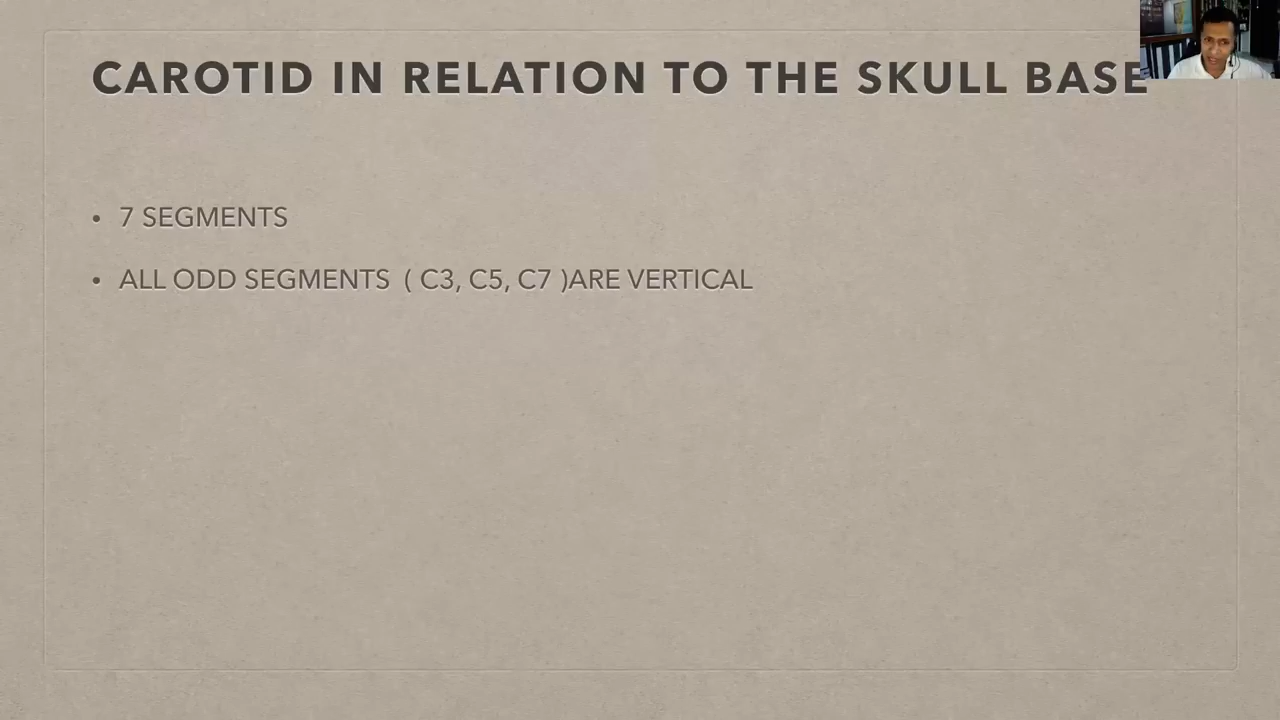 CAROTID IN RELATION TO THE SKULL BASE
• 7 SEGMENTS
• ALL ODD SEGMENTS ( C3, C5, C7 )ARE VERTICAL